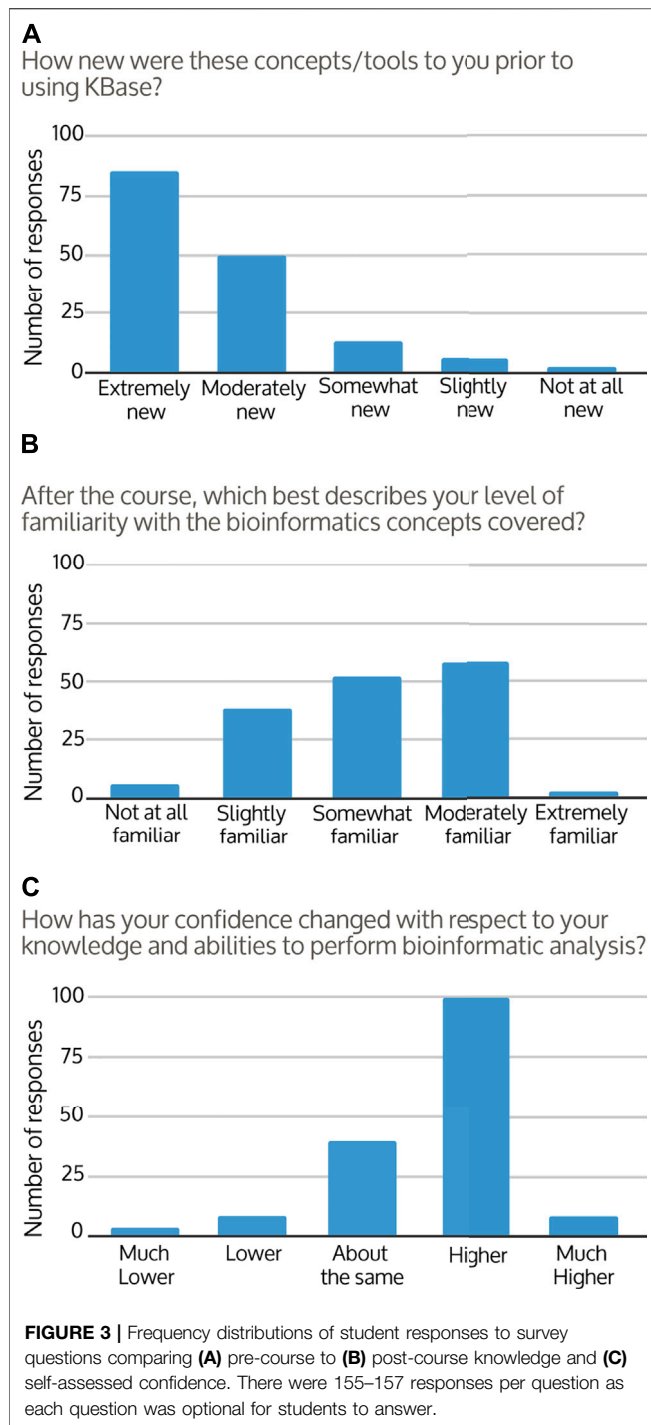 A
How new were these concepts/tools to you prior to
using KBase?
100
75
50
25
0
Number of responses
Extremely new
Moderately new
Somewhat new
Slightly new
Not at all new
B
After the course, which best describes your level of
familiarity with the bioinformatics concepts covered?
100
75
50
25
0
Number of responses
Not at all familiar
Slightly familiar
Somewhat familiar
Moderately familiar
Extremely familiar
C
How has your confidence changed with respect to your
knowledge and abilities to perform bioinformatic analysis?
100
75
50
25
0
Number of responses
Much Lower
Lower
About the same
Higher
Much Higher
FIGURE 3 | Frequency distributions of student responses to survey
questions comparing (A) pre-course to (B) post-course knowledge and (C)
self-assessed confidence. There were 155–157 responses per question as
each question was optional for students to answer.